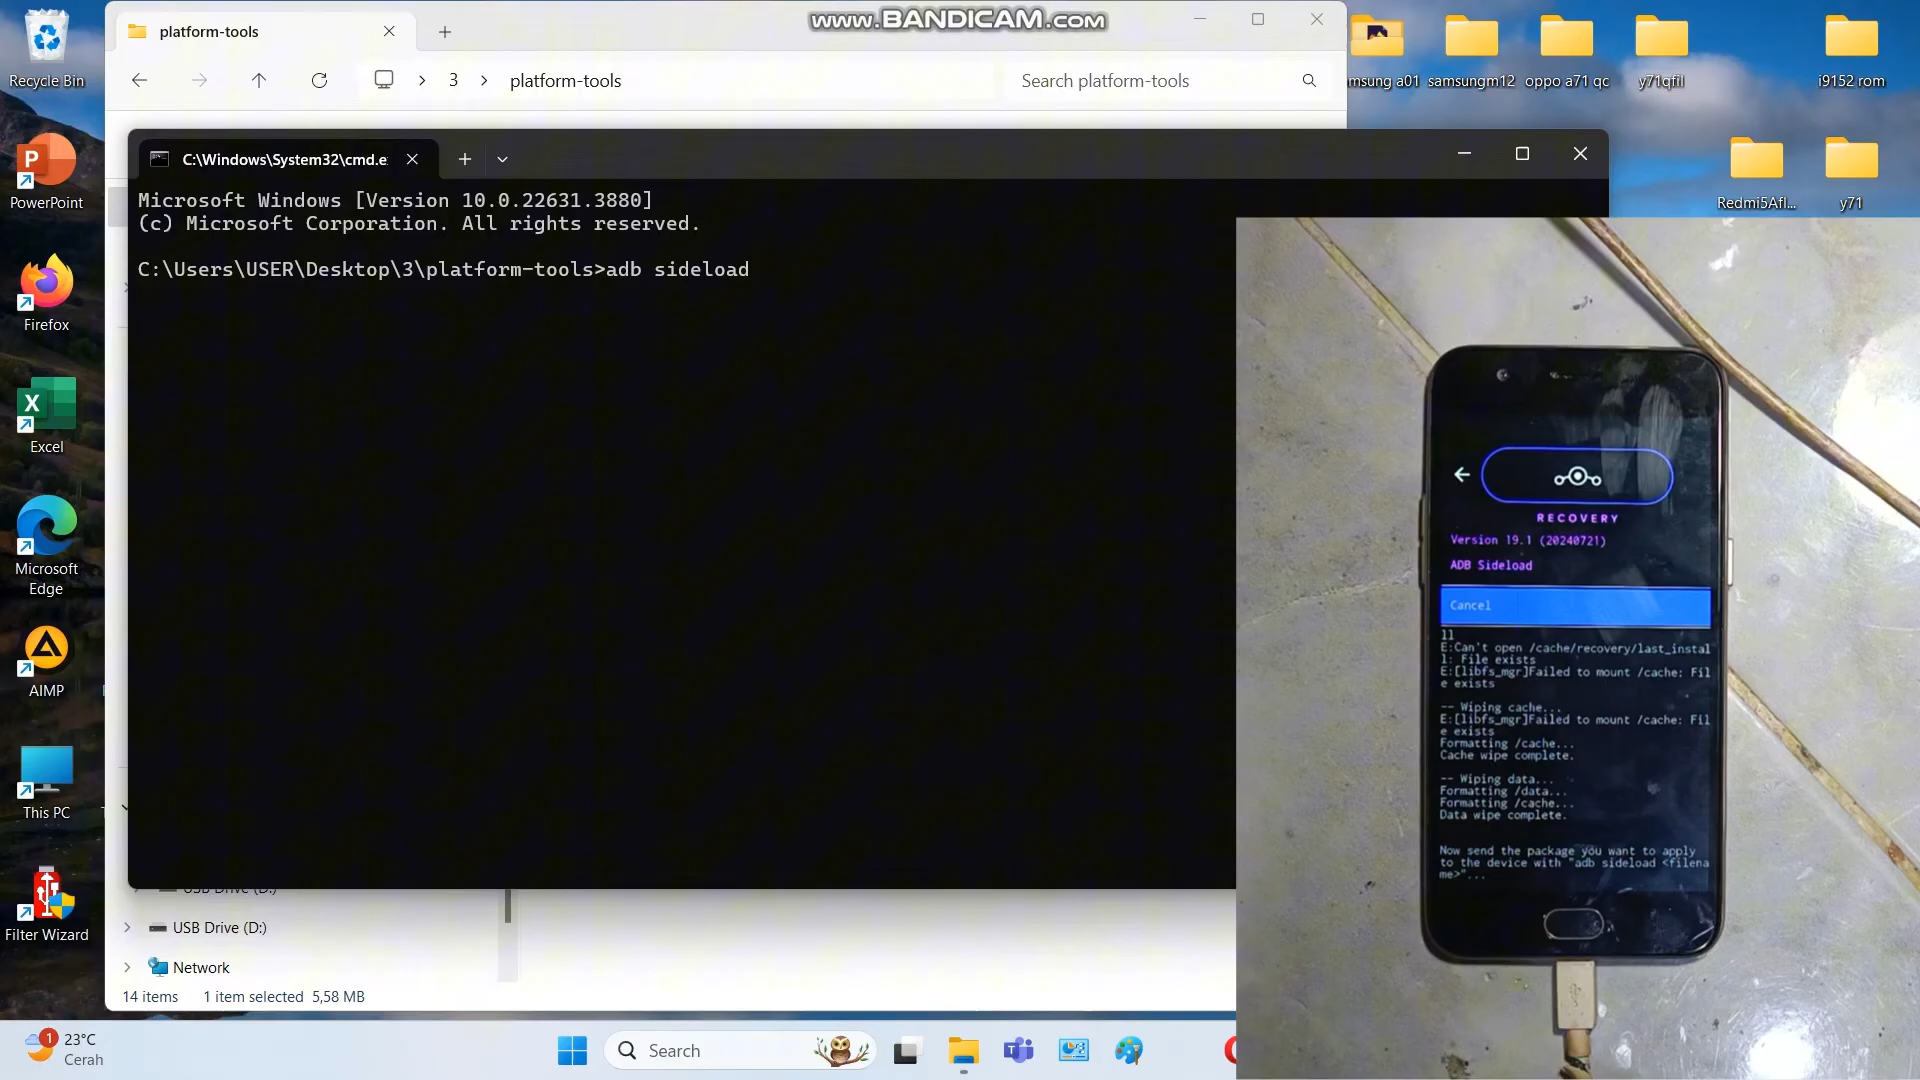 platform-tools
www.BANDICAM.com
3
platform-tools
Search platform-tools
Recycle Bin
PowerPoint
Firefox
Excel
Microsoft Edge
AIMP
This PC
Filter Wizard
msung a01
samsungm12
oppo a71 qc
y71qfil
i9152 rom
Redmi5Afl...
y71
C:\Windows\System32\cmd.e
Microsoft Windows [Version 10.0.22631.3880]
(c) Microsoft Corporation. All rights reserved.
C:\Users\USER\Desktop\3\platform-tools>adb sideload
RECOVERY
Version 19.1 (20240721)
ADB Sideload
Cancel
ll
E:Can't open /cache/recovery/last_instal
l: File exists
E:[libfs_mgr]Failed to mount /cache: Fil
e exists
-- Wiping cache...
E:[libfs_mgr]Failed to mount /cache: Fil
e exists
Formatting /cache...
Cache wipe complete.
-- Wiping data...
Formatting /data...
Formatting /cache...
Data wipe complete.
Now send the package you want to apply
to the device with "adb sideload <filena
me>"...
USB Drive (D:)
USB Drive (D:)
Network
14 items
1 item selected 5,58 MB
1
23°C
Cerah
Search